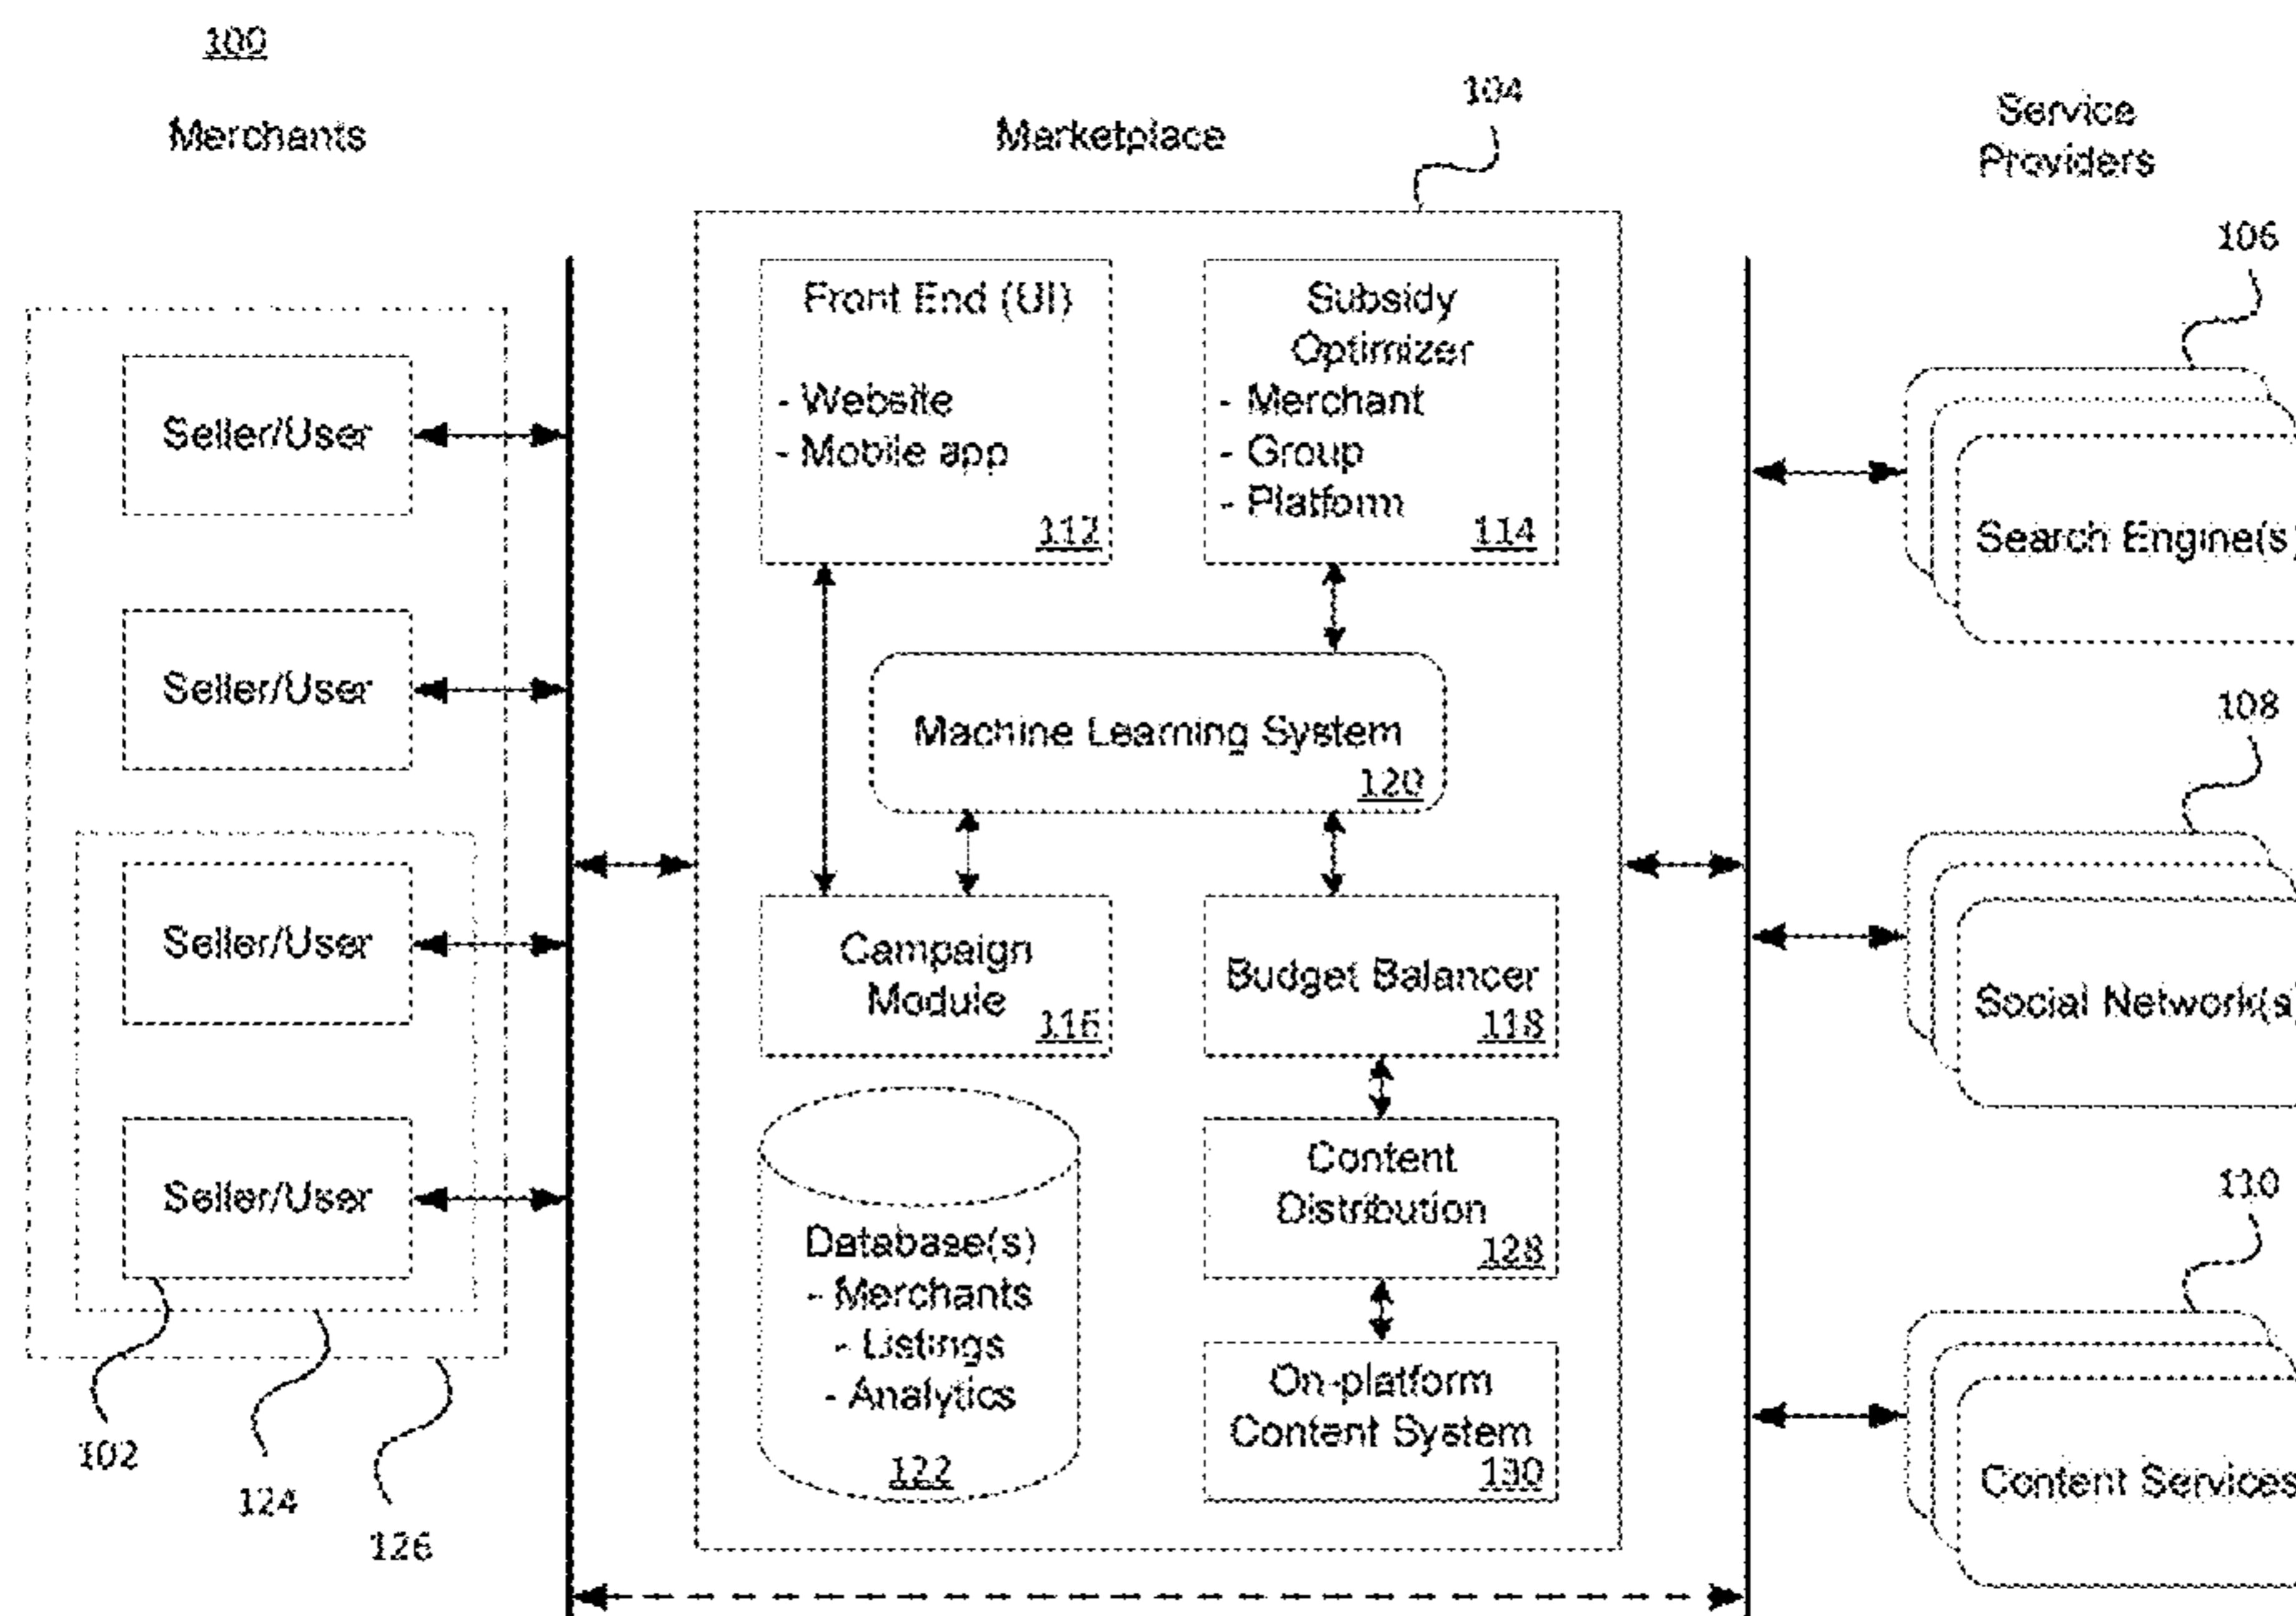 100
Merchants
Marketplace
104
Service
Providers
106
Front End (UI)
- Website
- Mobile app
112
Subsidy
Optimizer
- Merchant
- Group
- Platform
114
Seller/User
Seller/User
Seller/User
Seller/User
Machine Learning System
120
Campaign
Module
116
Budget Balancer
118
Content
Distribution
128
On-platform
Content System
130
Database(s)
- Merchants
- Listings
- Analytics
122
102
124
126
Search Engine(s)
108
Social Network(s
110
Content Services